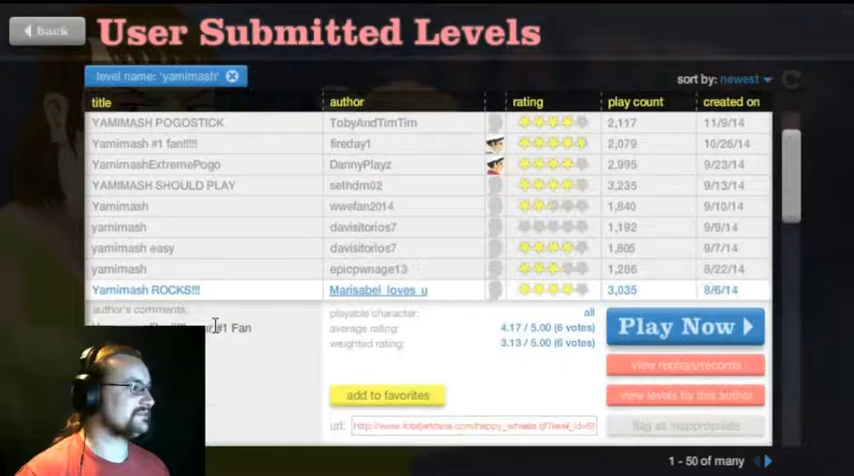 back
User Submitted Levels
level name: 'yamimash'
sort by: newest
title author rating play count created on
YAMIMASH POGOSTICK TobyAndTimTim 2,117 11/9/14
Yamimash #1 fan!!!!! fireday1 2,079 10/26/14
YamimashExtremePogo DannyPlayz 2,995 9/23/14
YAMIMASH SHOULD PLAY sethdm02 3,235 9/13/14
Yamimash wwefan2014 1,840 9/10/14
yamimash davisitorios7 1,192 9/9/14
yamimash easy davisitorios7 1,805 9/7/14
yamimash epicpwnage13 1,286 8/22/14
Yamimash ROCKS!!! Marisabel_loves_u 3,035 8/6/14
author's comments:
#1 Fan
playable character: all
average rating: 4.17 / 5.00 (6 votes)
weighted rating: 3.13 / 5.00 (6 votes)
Play Now
view replays/records
add to favorites
view levels by this author
url:
flag as inappropriate
1 - 50 of many